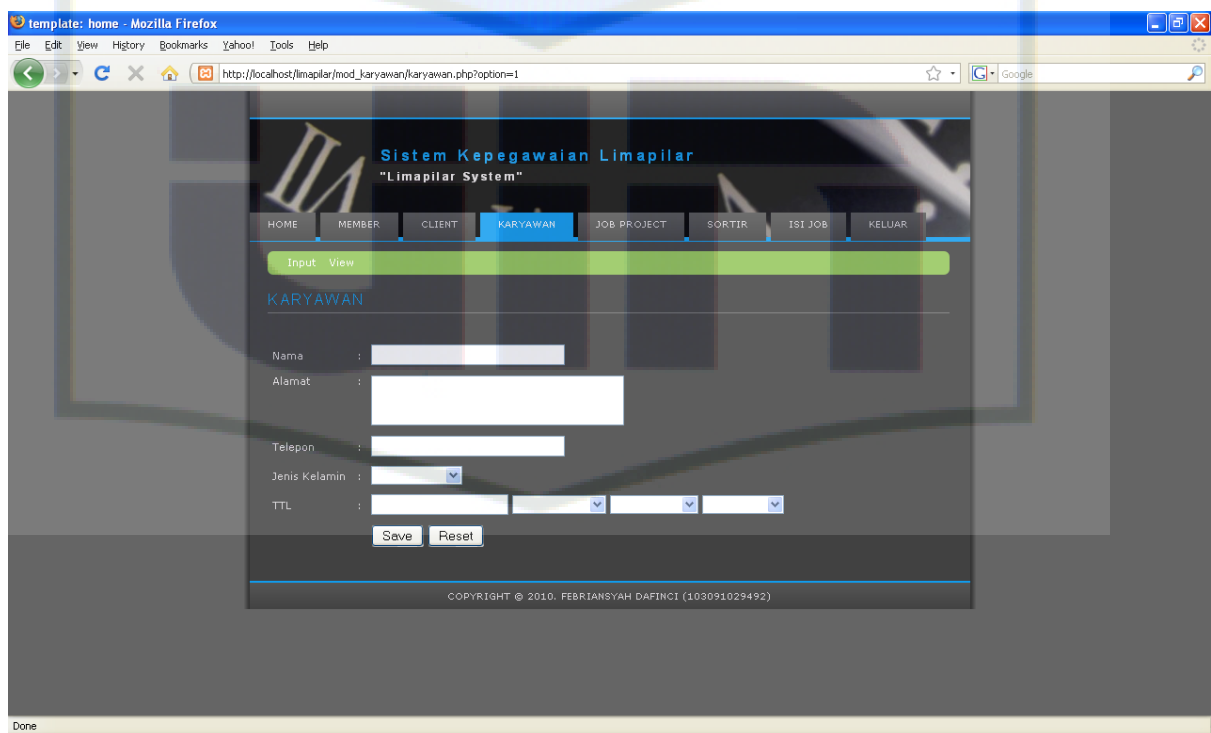 template: home - Mozilla Firefox
File Edit View History Bookmarks Yahoo! Tools Help
http://localhost/limapilar/mod_karyawan/karyawan.php?option=1
Google
Sistem Kepegawaian Limapilar
"Limapilar System"
HOME MEMBER CLIENT KARYAWAN JOB PROJECT SORTIR ISI JOB KELUAR
Input View
KARYAWAN
Nama :
Alamat :
Telepon :
Jenis Kelamin :
TTL :
Save Reset
COPYRIGHT @ 2010. FEBRIANSYAH DAFINCI (103091029492)
Done